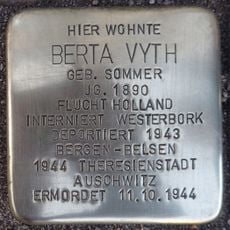 HIER WOHNTE
BERTA VYTH
GEB. SOMMER
JG. 1890
FLUCHT HOLLAND
INTERNIERT WESTERBORK
DEPORTIERT 1943
BERGEN-BELSEN
1944 THERESIENSTADT
AUSCHWITZ
ERMORDET 11.10.1944